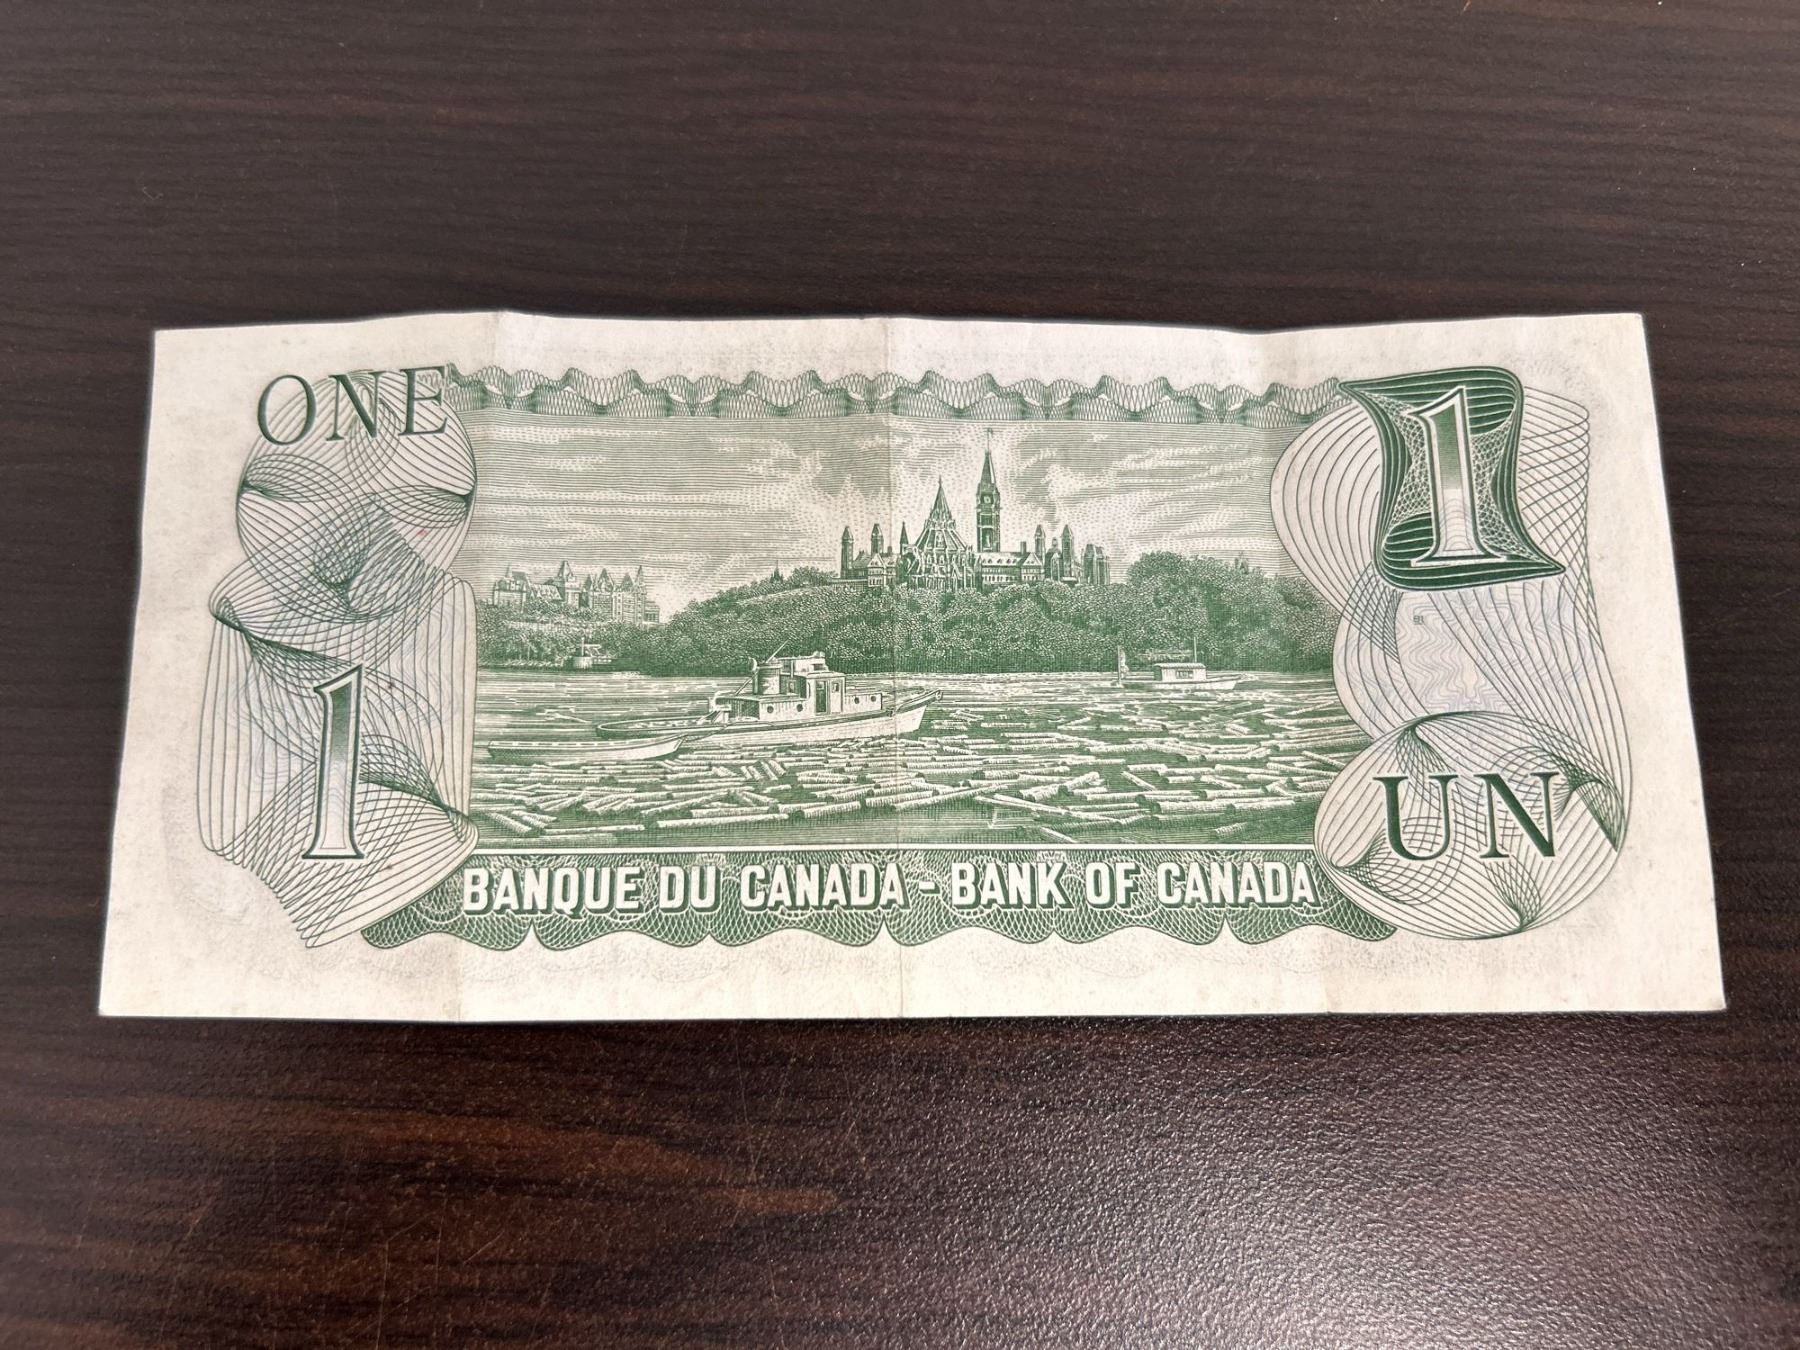 ONE
1
1
UN
BANQUE DU CANADA - BANK OF CANADA